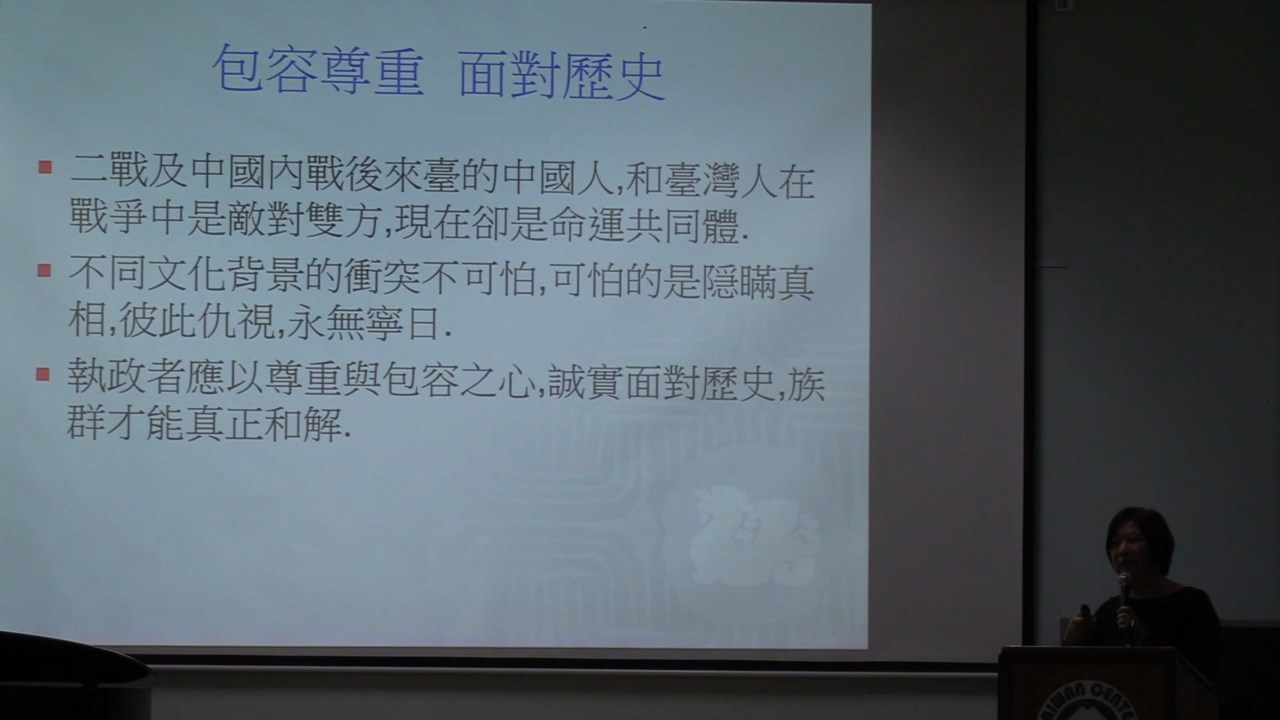 包容尊重 面對歷史
二戰及中國內戰後來臺的中國人,和臺灣人在
戰爭中是敵對雙方,現在卻是命運共同體.
不同文化背景的衝突不可怕,可怕的是隱瞞真
相,彼此仇視,永無寧日.
執政者應以尊重與包容之心,誠實面對歷史,族
群才能真正和解.
TAIWAN CENTER